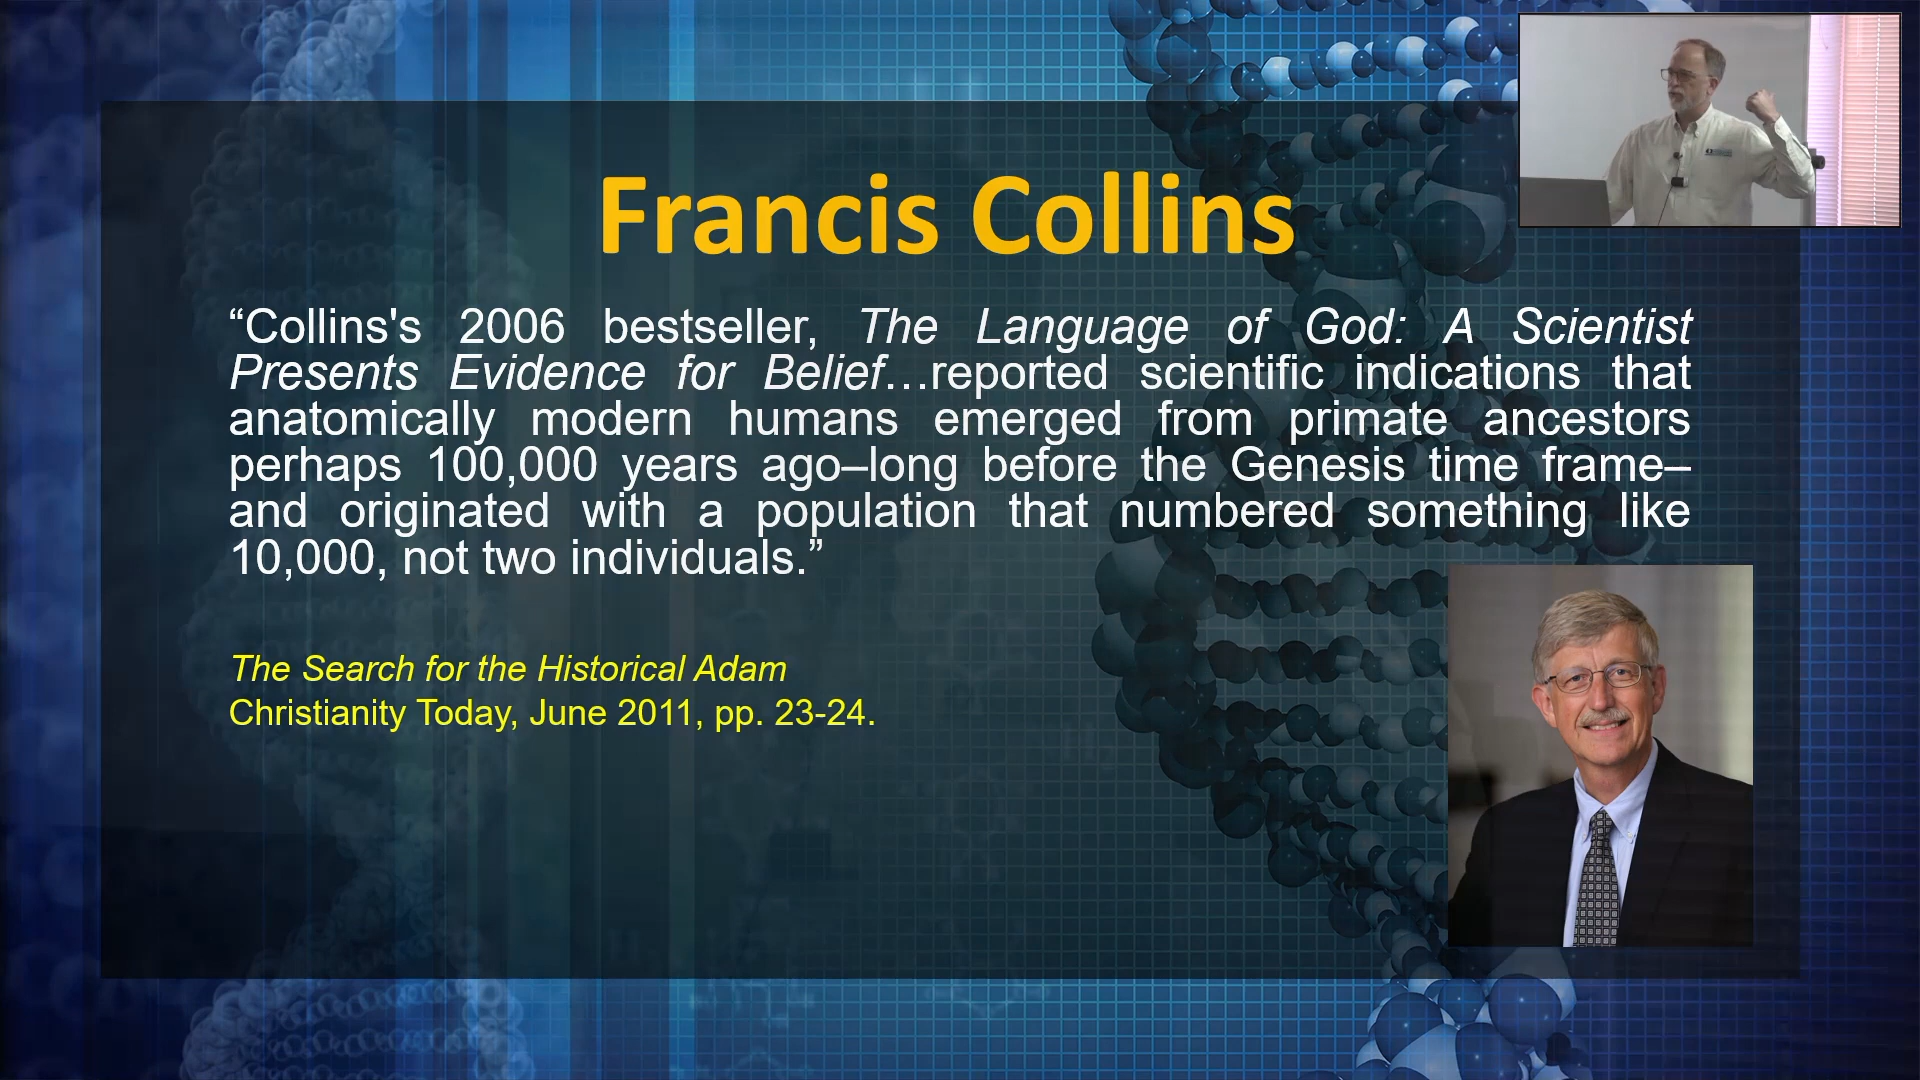 Francis Collins
“Collins's 2006 bestseller, The Language of God: A Scientist
Presents Evidence for Belief…reported scientific indications that
anatomically modern humans emerged from primate ancestors
perhaps 100,000 years ago–long before the Genesis time frame–
and originated with a population that numbered something like
10,000, not two individuals.”
The Search for the Historical Adam
Christianity Today, June 2011, pp. 23-24.